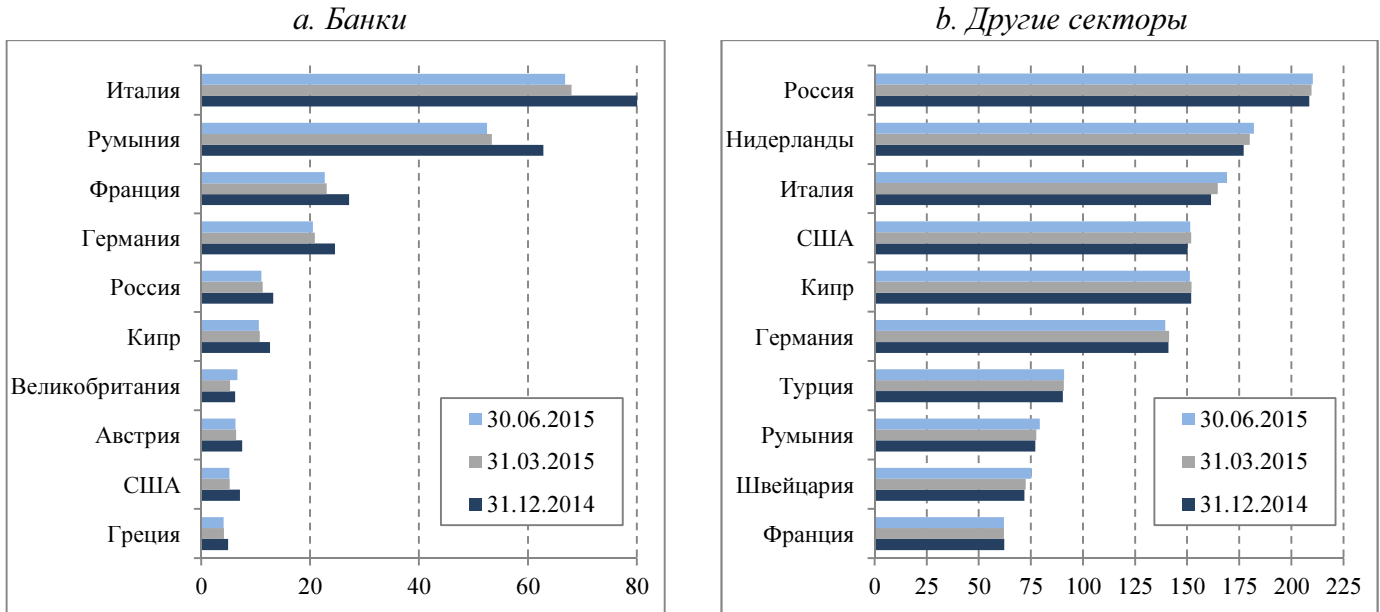 a. Банки
Италия
Румыния
Франция
Германия
Россия
Кипр
Великобритания
Австрия
США
Греция
30.06.2015
31.03.2015
31.12.2014
0 20 40 60 80
b. Другие секторы
Россия
Нидерланды
Италия
США
Кипр
Германия
Турция
Румыния
Швейцария
Франция
30.06.2015
31.03.2015
31.12.2014
0 25 50 75 100 125 150 175 200 225